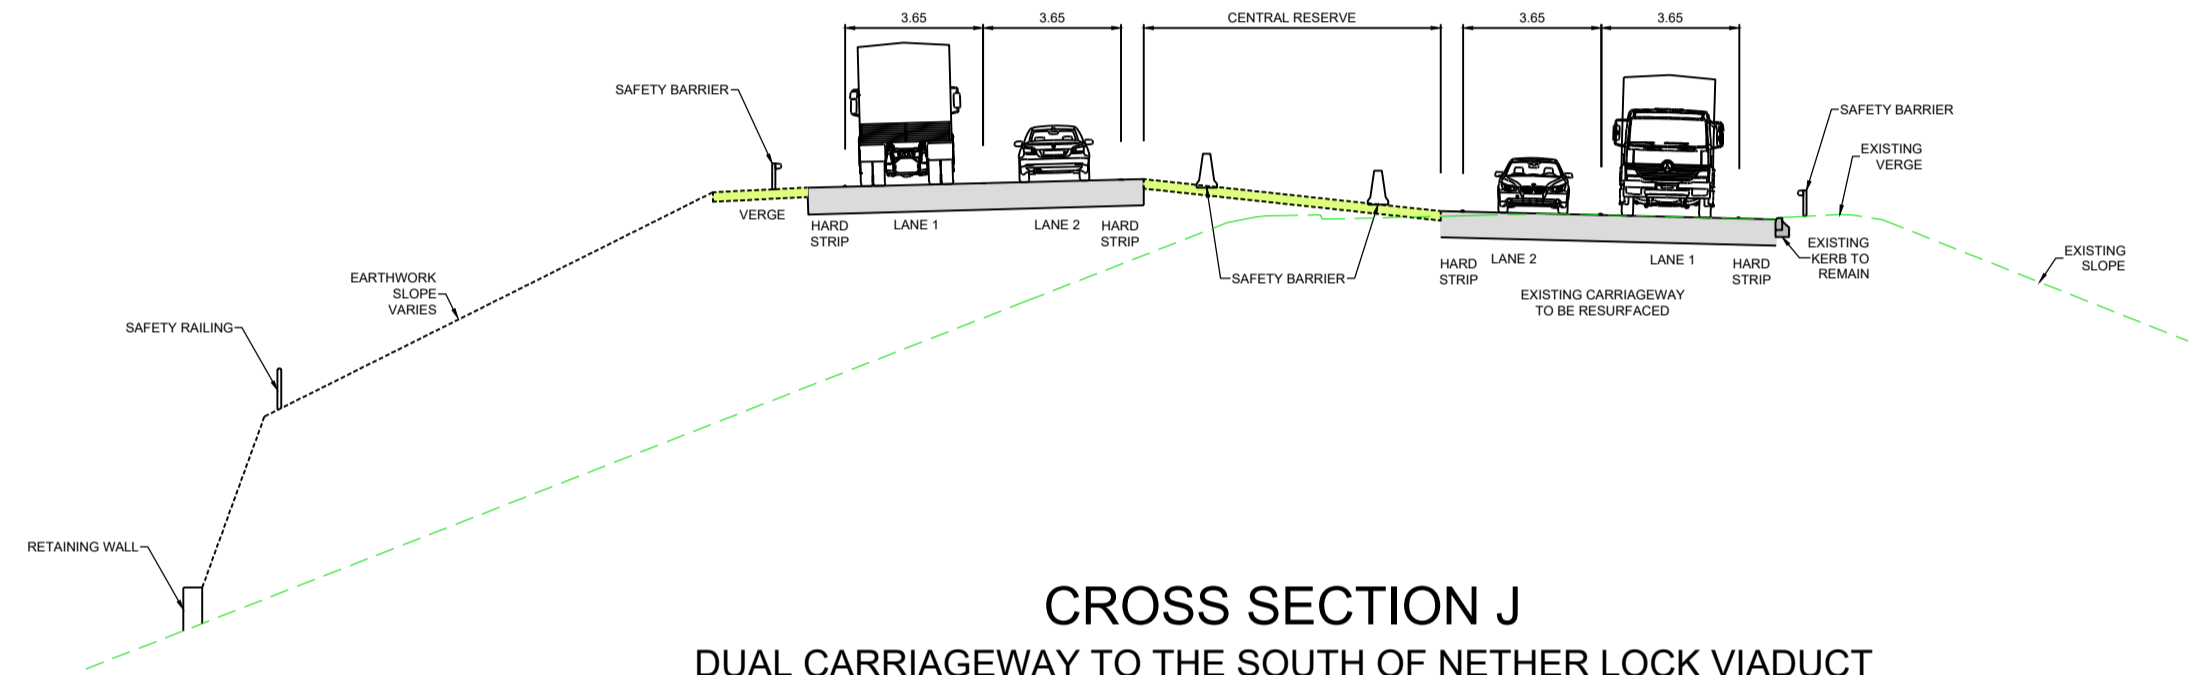 3.65
3.65
CENTRAL RESERVE
3.65
3.65
SAFETY BARRIER
SAFETY BARRIER
EXISTING
VERGE
VERGE
HARD
STRIP
LANE 1
LANE 2
HARD
STRIP
SAFETY BARRIER
HARD
STRIP
LANE 2
LANE 1
HARD
STRIP
EXISTING
KERB TO
REMAIN
EXISTING
SLOPE
EXISTING CARRIAGEWAY
TO BE RESURFACED
EARTHWORK
SLOPE
VARIES
SAFETY RAILING
RETAINING WALL
CROSS SECTION J
DUAL CARRIAGEWAY TO THE SOUTH OF NETHER LOCK VIADUCT